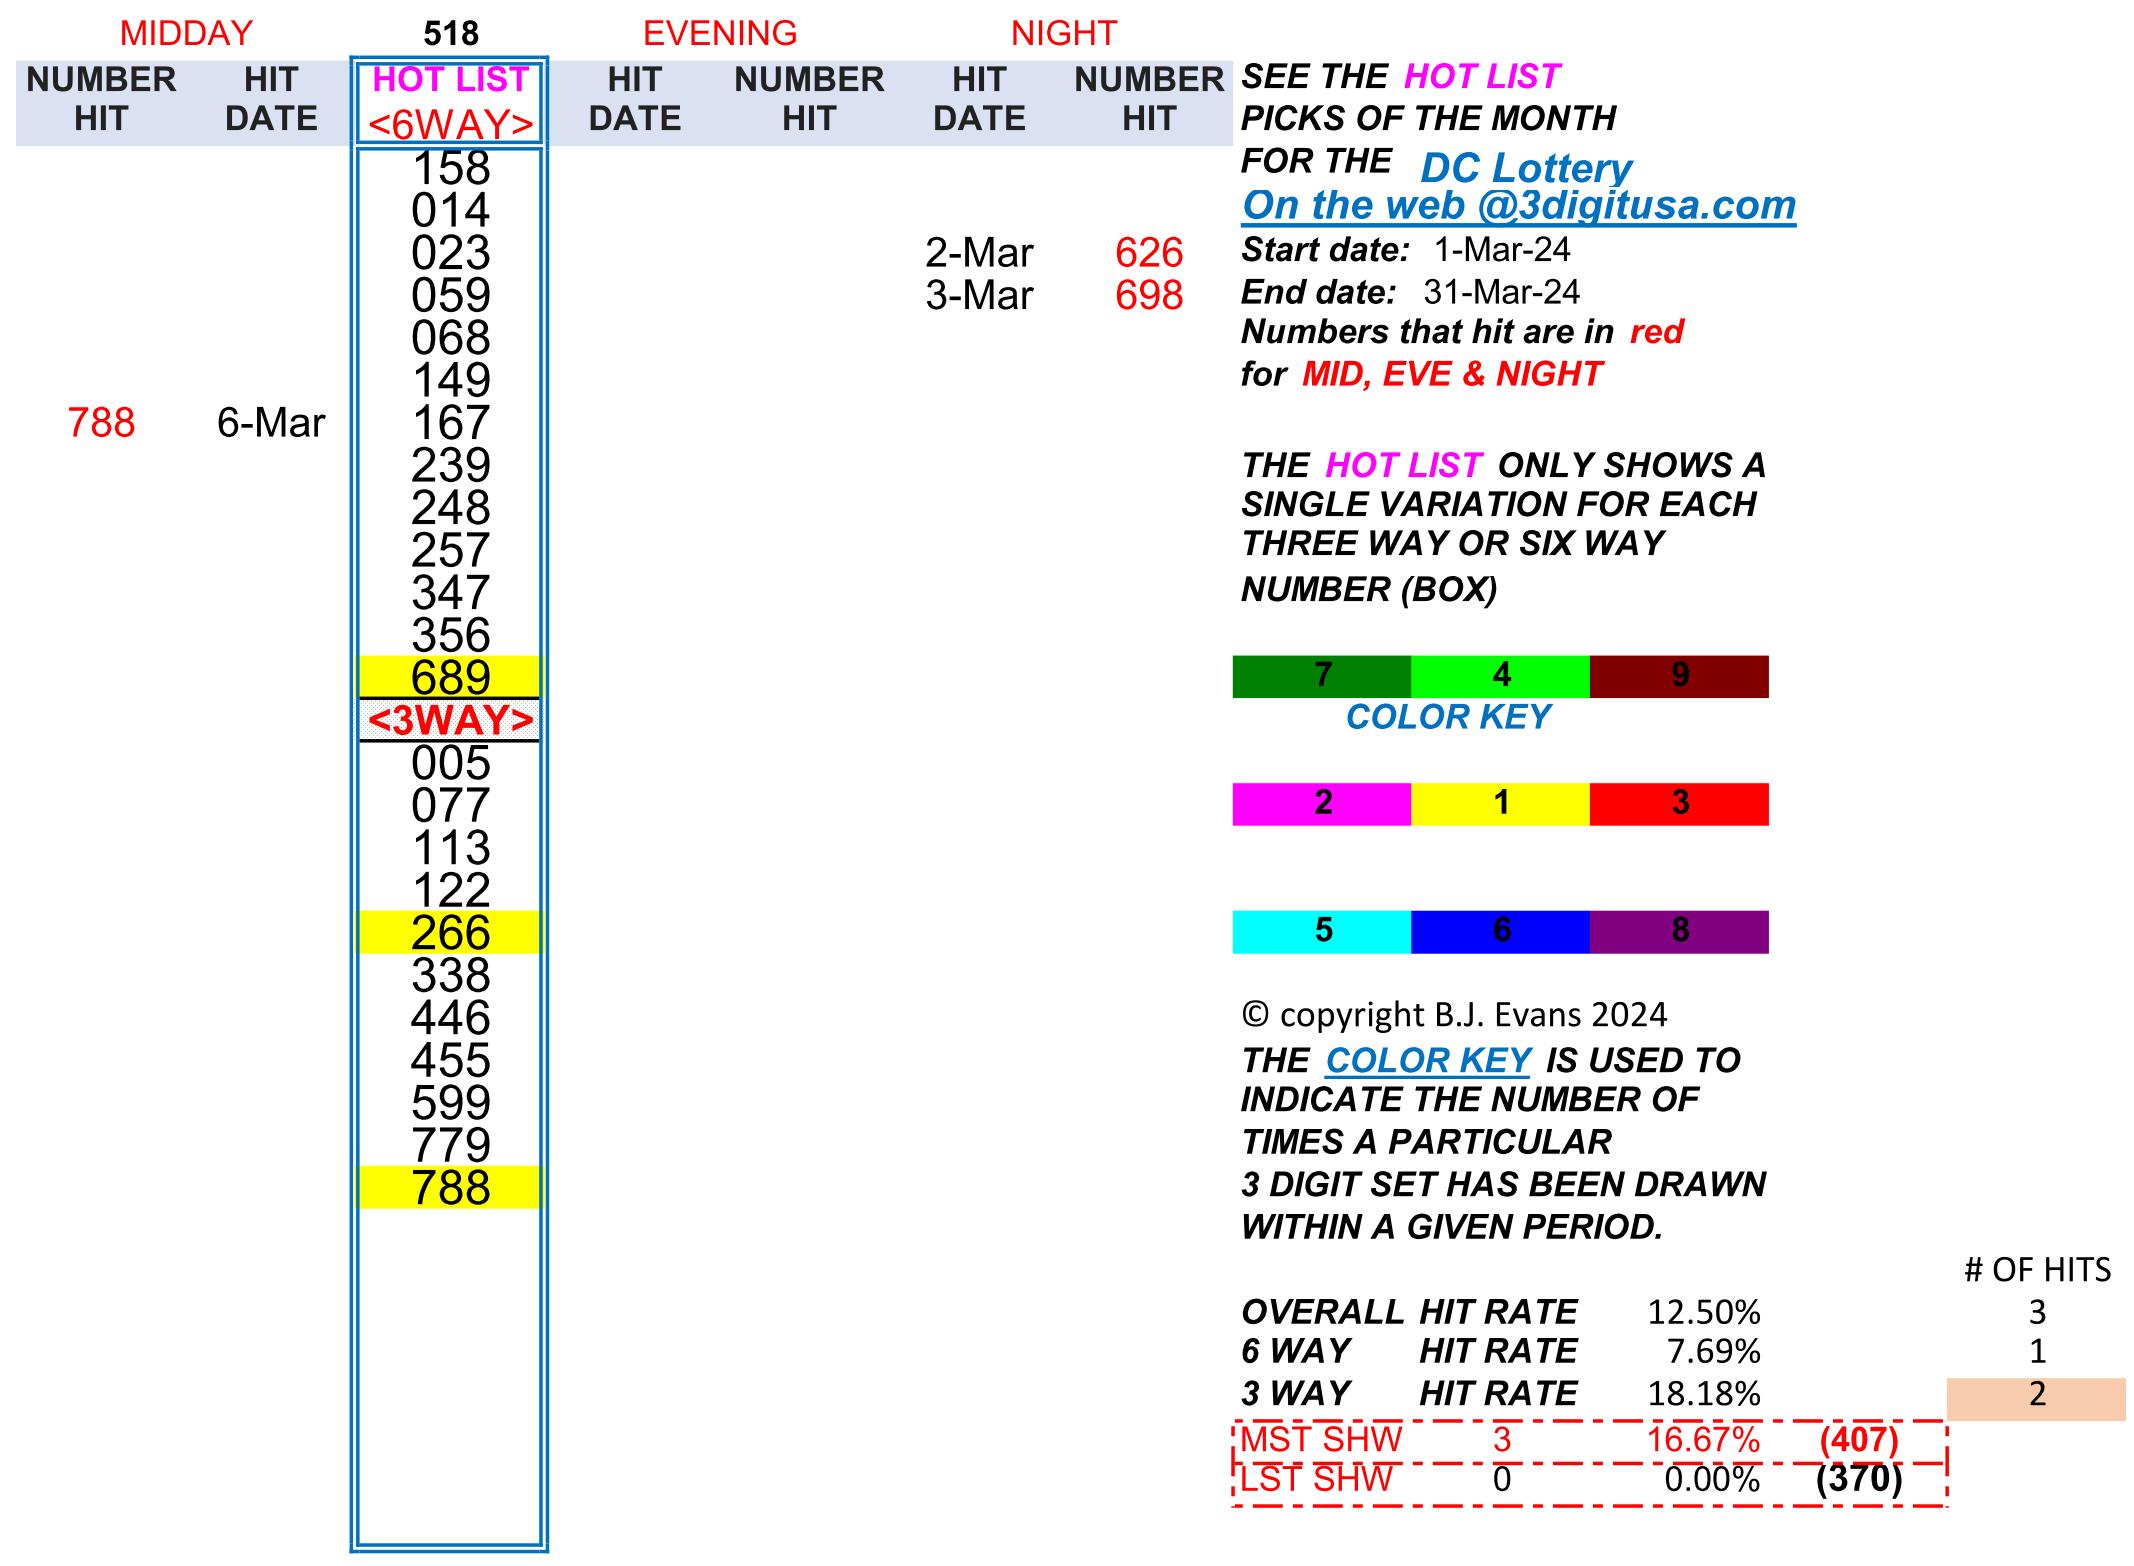 MIDDAY 518 EVENING NIGHT
NUMBER HIT HOT LIST HIT NUMBER HIT NUMBER
HIT DATE <6WAY> DATE HIT DATE HIT
SEE THE HOT LIST
PICKS OF THE MONTH
158 FOR THE DC Lottery
014 On the web @3digitusa.com
023 2-Mar 626 Start date: 1-Mar-24
059 3-Mar 698 End date: 31-Mar-24
068 Numbers that hit are in red
149 for MID, EVE & NIGHT
788 6-Mar 167
239 THE HOT LIST ONLY SHOWS A
248 SINGLE VARIATION FOR EACH
257 THREE WAY OR SIX WAY
347 NUMBER (BOX)
356
689 7 4 9
<3WAY> COLOR KEY
005
077 2 1 3
113
122
266 5 6 8
338
446 © copyright B.J. Evans 2024
455 THE COLOR KEY IS USED TO
599 INDICATE THE NUMBER OF
779 TIMES A PARTICULAR
788 3 DIGIT SET HAS BEEN DRAWN
WITHIN A GIVEN PERIOD.
# OF HITS
OVERALL HIT RATE 12.50% 3
6 WAY HIT RATE 7.69% 1
3 WAY HIT RATE 18.18% 2
MST SHW 3 16.67% (407)
LST SHW 0 0.00% (370)